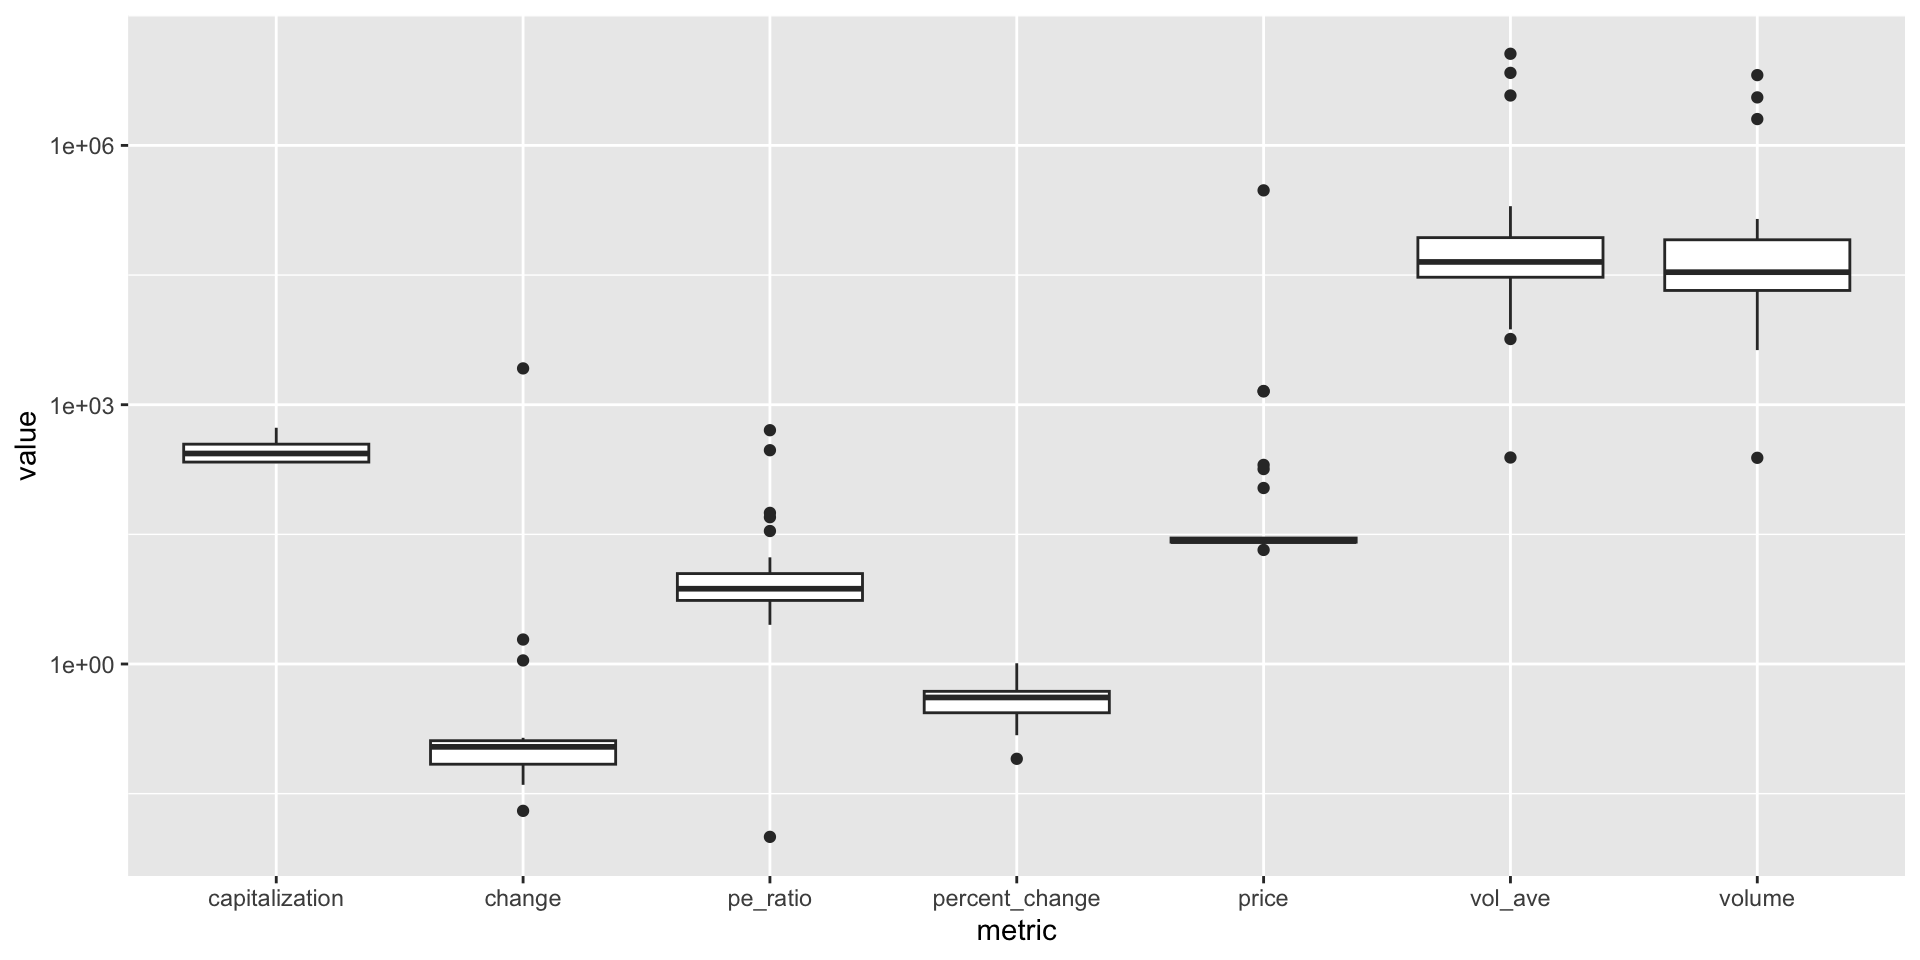 1e+06
1e+03
1e+00
value
capitalization
change
pe_ratio
percent_change
price
vol_ave
volume
metric